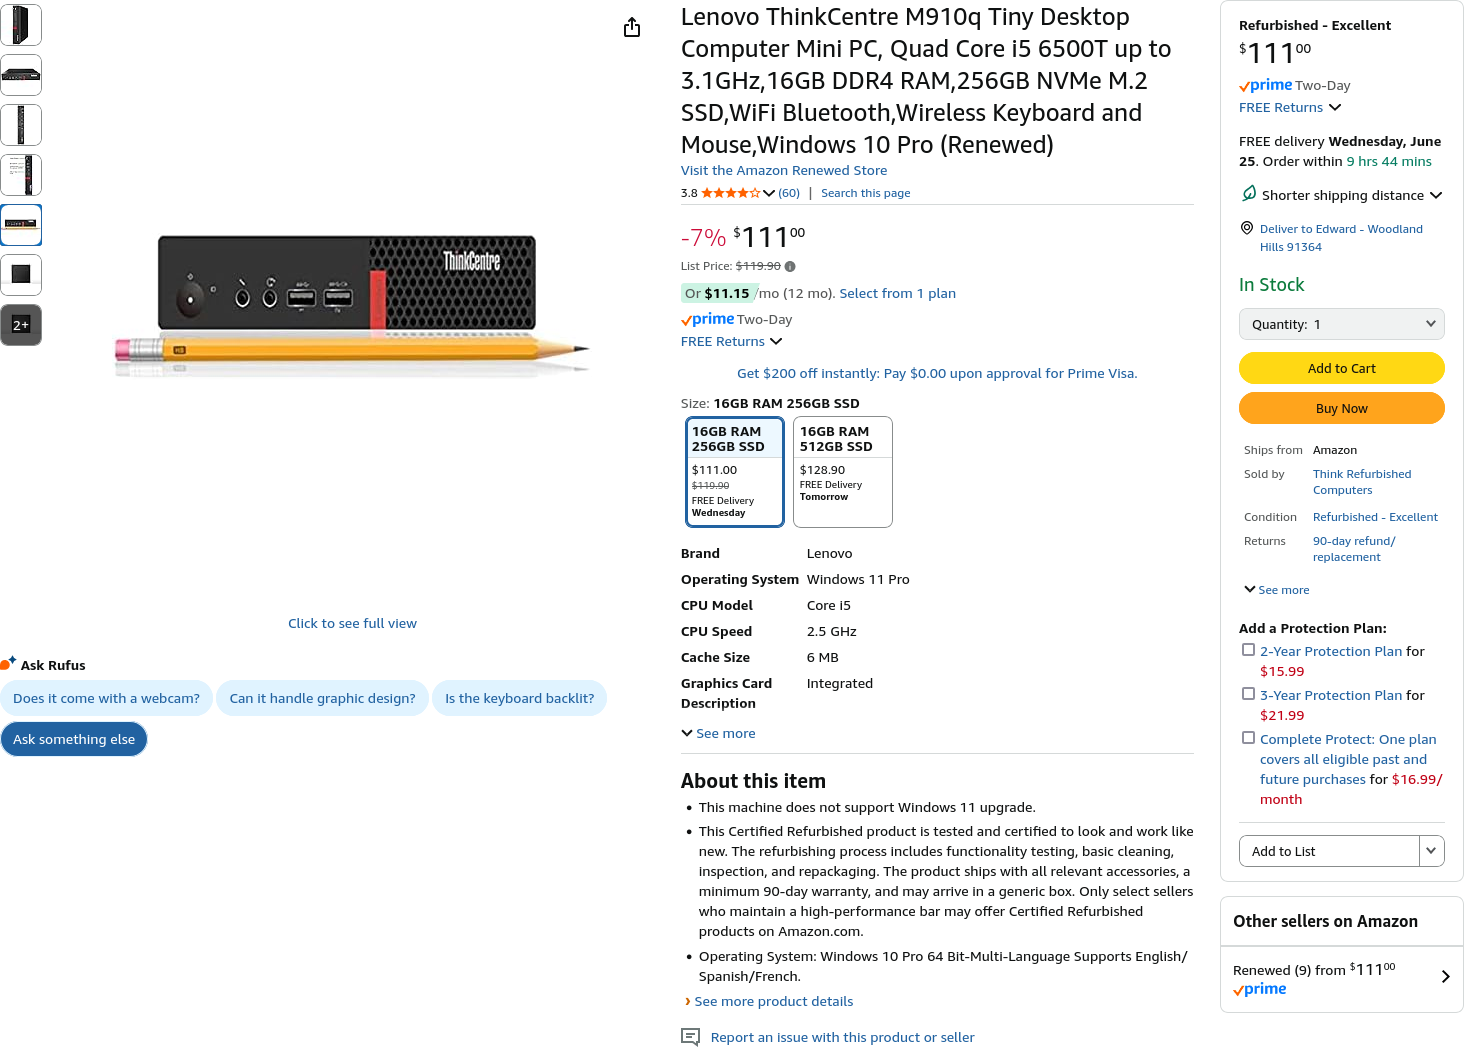 2+
ThinkCentre
Click to see full view
Ask Rufus
Does it come with a webcam?
Can it handle graphic design?
Is the keyboard backlit?
Ask something else
Lenovo ThinkCentre M910q Tiny Desktop
Computer Mini PC, Quad Core i5 6500T up to
3.1GHz,16GB DDR4 RAM,256GB NVMe M.2
SSD,WiFi Bluetooth,Wireless Keyboard and
Mouse,Windows 10 Pro (Renewed)
Visit the Amazon Renewed Store
3.8 (60) | Search this page
-7% $11100
List Price: $119.90
Or $11.15 /mo (12 mo). Select from 1 plan
prime Two-Day
FREE Returns
Get $200 off instantly: Pay $0.00 upon approval for Prime Visa.
Size: 16GB RAM 256GB SSD
16GB RAM
256GB SSD
$111.00
$119.90
FREE Delivery
Wednesday
16GB RAM
512GB SSD
$128.90
FREE Delivery
Tomorrow
Brand Lenovo
Operating System Windows 11 Pro
CPU Model Core i5
CPU Speed 2.5 GHz
Cache Size 6 MB
Graphics Card Integrated
Description
See more
About this item
• This machine does not support Windows 11 upgrade.
• This Certified Refurbished product is tested and certified to look and work like
new. The refurbishing process includes functionality testing, basic cleaning,
inspection, and repackaging. The product ships with all relevant accessories, a
minimum 90-day warranty, and may arrive in a generic box. Only select sellers
who maintain a high-performance bar may offer Certified Refurbished
products on Amazon.com.
• Operating System: Windows 10 Pro 64 Bit-Multi-Language Supports English/
Spanish/French.
› See more product details
Report an issue with this product or seller
Refurbished - Excellent
$11100
prime Two-Day
FREE Returns
FREE delivery Wednesday, June
25. Order within 9 hrs 44 mins
Shorter shipping distance
Deliver to Edward - Woodland
Hills 91364
In Stock
Quantity: 1
Add to Cart
Buy Now
Ships from Amazon
Sold by Think Refurbished
Computers
Condition Refurbished - Excellent
Returns 90-day refund/
replacement
See more
Add a Protection Plan:
2-Year Protection Plan for
$15.99
3-Year Protection Plan for
$21.99
Complete Protect: One plan
covers all eligible past and
future purchases for $16.99/
month
Add to List
Other sellers on Amazon
Renewed (9) from $11100
prime